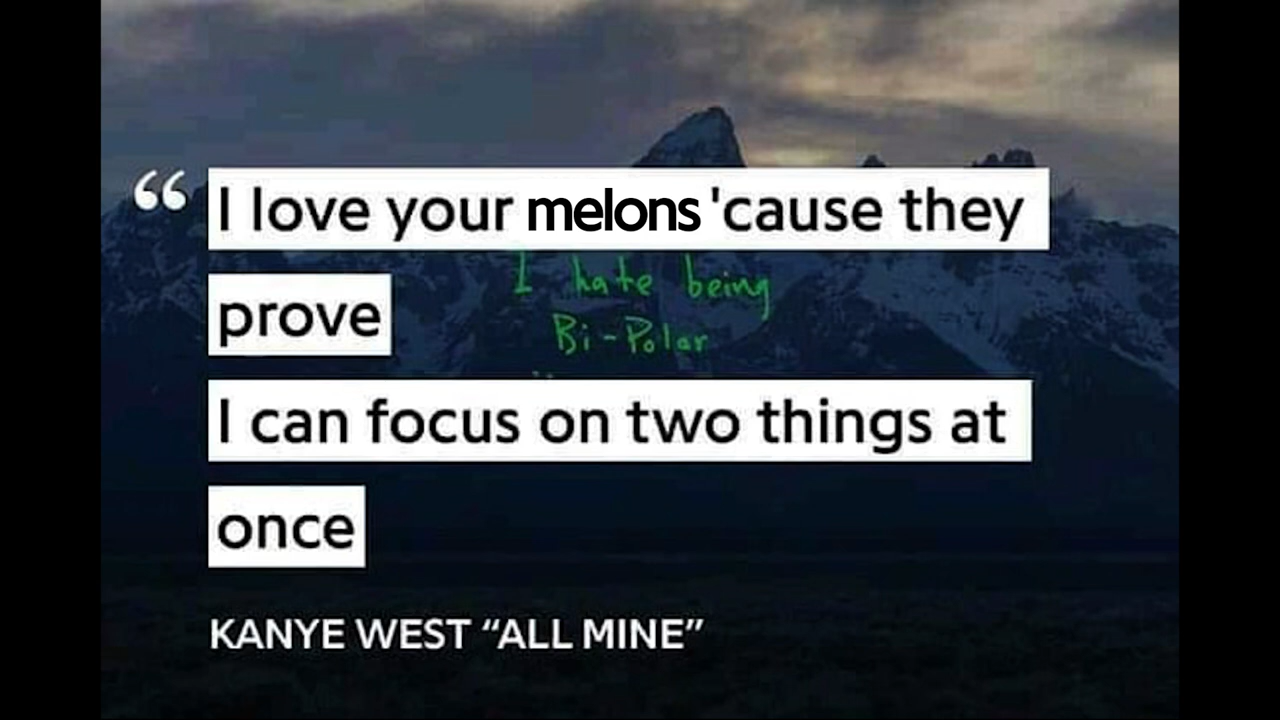 “ I love your melons 'cause they
I hate being
prove
Bi-Polar
I can focus on two things at
once
KANYE WEST “ALL MINE”